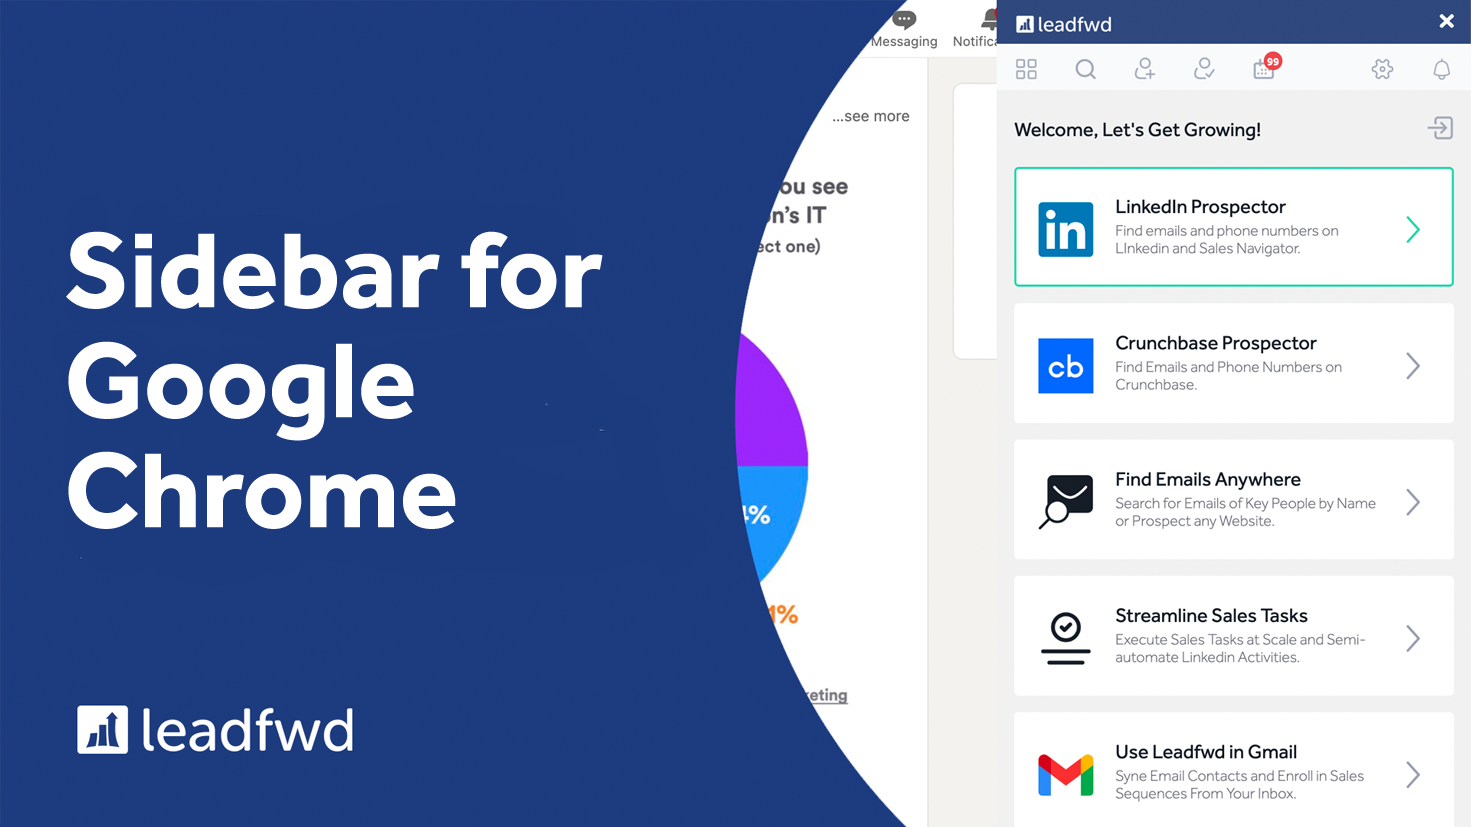 Sidebar for
Google
Chrome
leadfwd
Messaging
...see more
ou see
n's IT
ect one)
%
1%
eting
leadfwd
99
Welcome, Let's Get Growing!
in
LinkedIn Prospector
Find emails and phone numbers on
LInkedin and Sales Navigator.
cb
Crunchbase Prospector
Find Emails and Phone Numbers on
Crunchbase.
Find Emails Anywhere
Search for Emails of Key People by Name
or Prospect any Website.
Streamline Sales Tasks
Execute Sales Tasks at Scale and Semi-
automate Linkedin Activities.
Use Leadfwd in Gmail
Syne Email Contacts and Enroll in Sales
Sequences From Your Inbox.